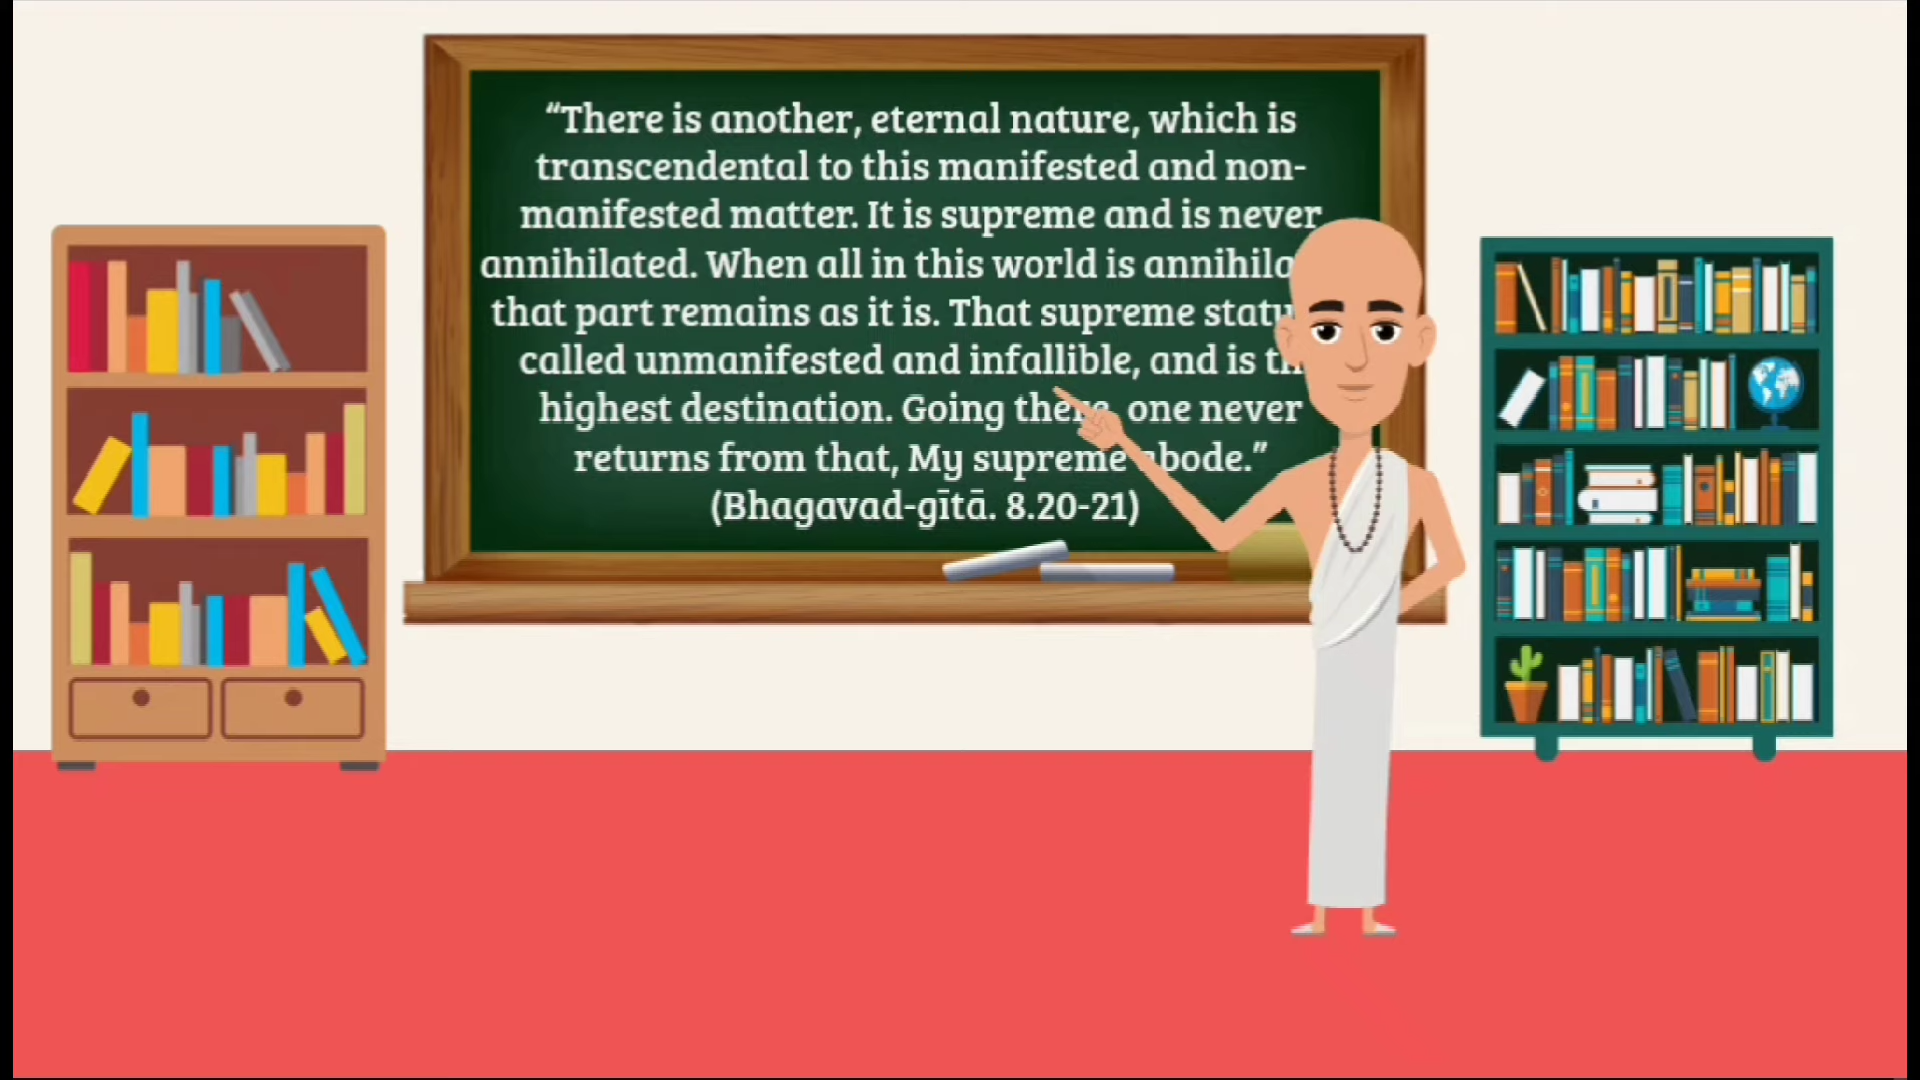 “There is another, eternal nature, which is
transcendental to this manifested and non-
manifested matter. It is supreme and is never
annihilated. When all in this world is
that part remains as it is. That supreme
called unmanifested and infallible, and is
highest destination. Going there, one never
returns from that, My supreme abode.”
(Bhagavad-gītā. 8.20-21)